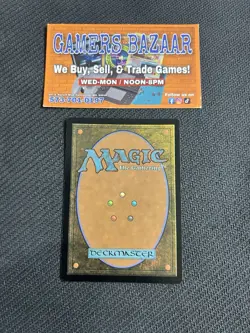 GAMERS BAZAAR
We Buy, Sell, & Trade Games!
WED-MON / NOON-8PM
Follow us on
MAGIC
The Gathering
DECKMASTER